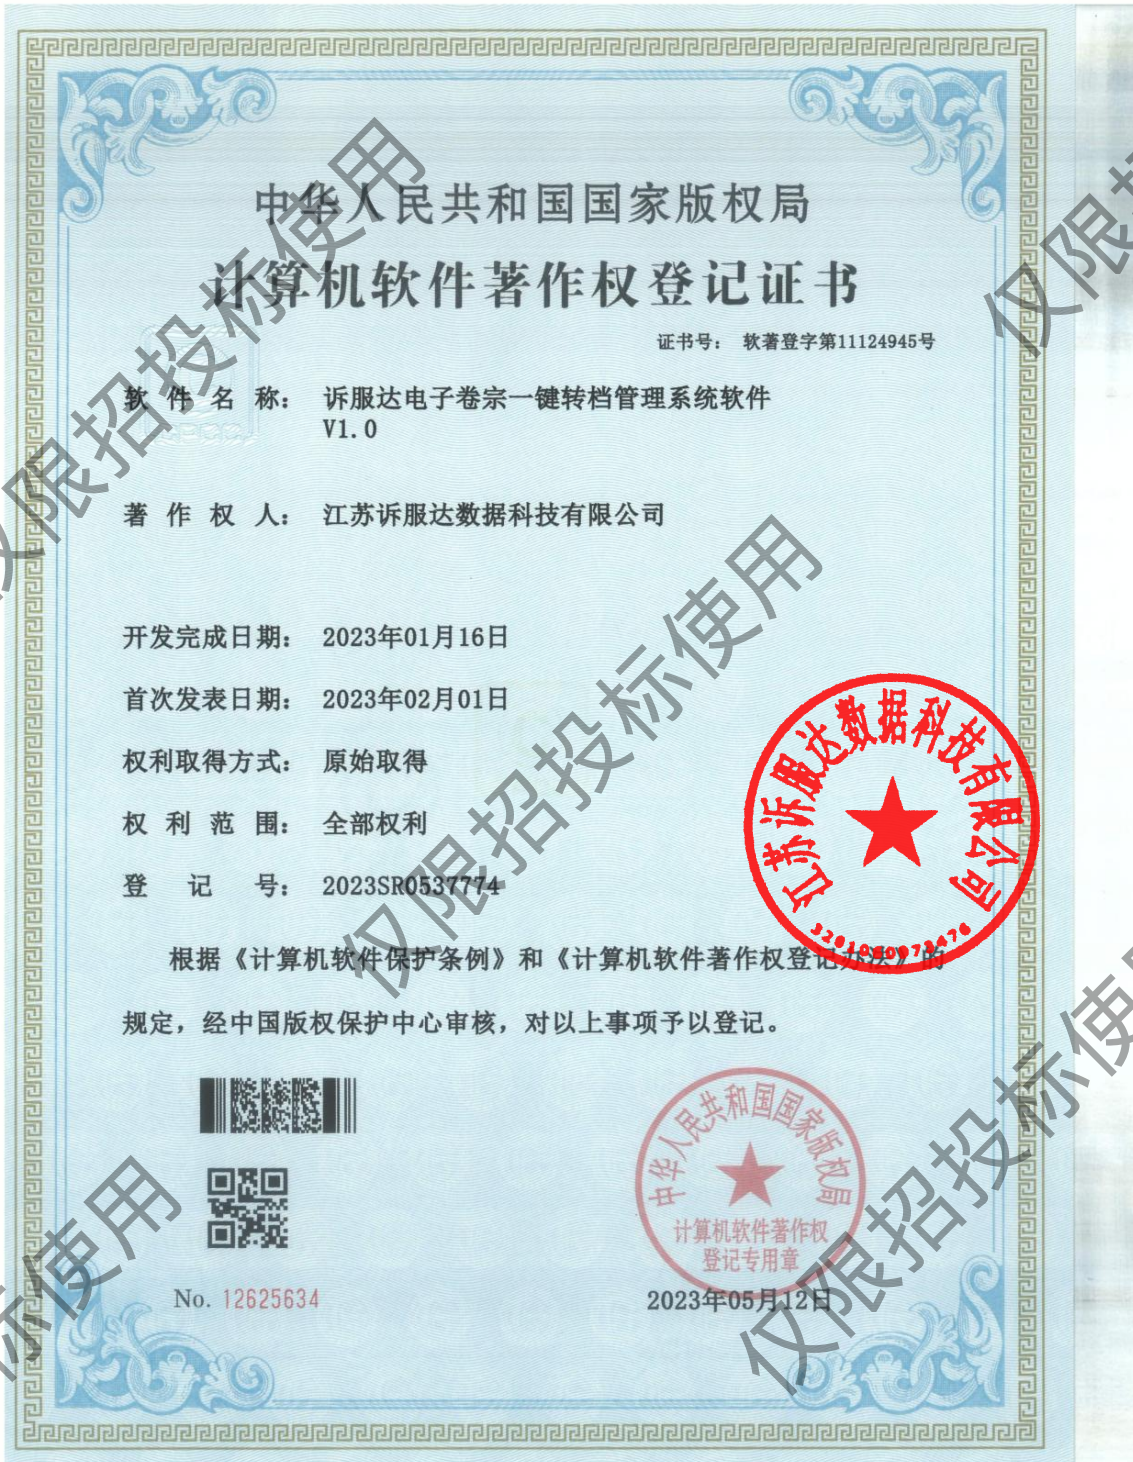 中华人民共和国国家版权局
计算机软件著作权登记证书
证书号： 软著登字第11124945号
软件名称： 诉服达电子卷宗一键转档管理系统软件
V1.0
著作权人： 江苏诉服达数据科技有限公司
开发完成日期： 2023年01月16日
首次发表日期： 2023年02月01日
权利取得方式： 原始取得
权利范围： 全部权利
登记号： 2023SR0537774
根据《计算机软件保护条例》和《计算机软件著作权登记办法》的
规定，经中国版权保护中心审核，对以上事项予以登记。
江苏诉服达数据科技有限公司
中华人民共和国国家版权局
计算机软件著作权
登记专用章
No. 12625634
2023年05月12日
仅限招投标使用
仅限招投标使用
仅限招投标使用
仅限
标使用